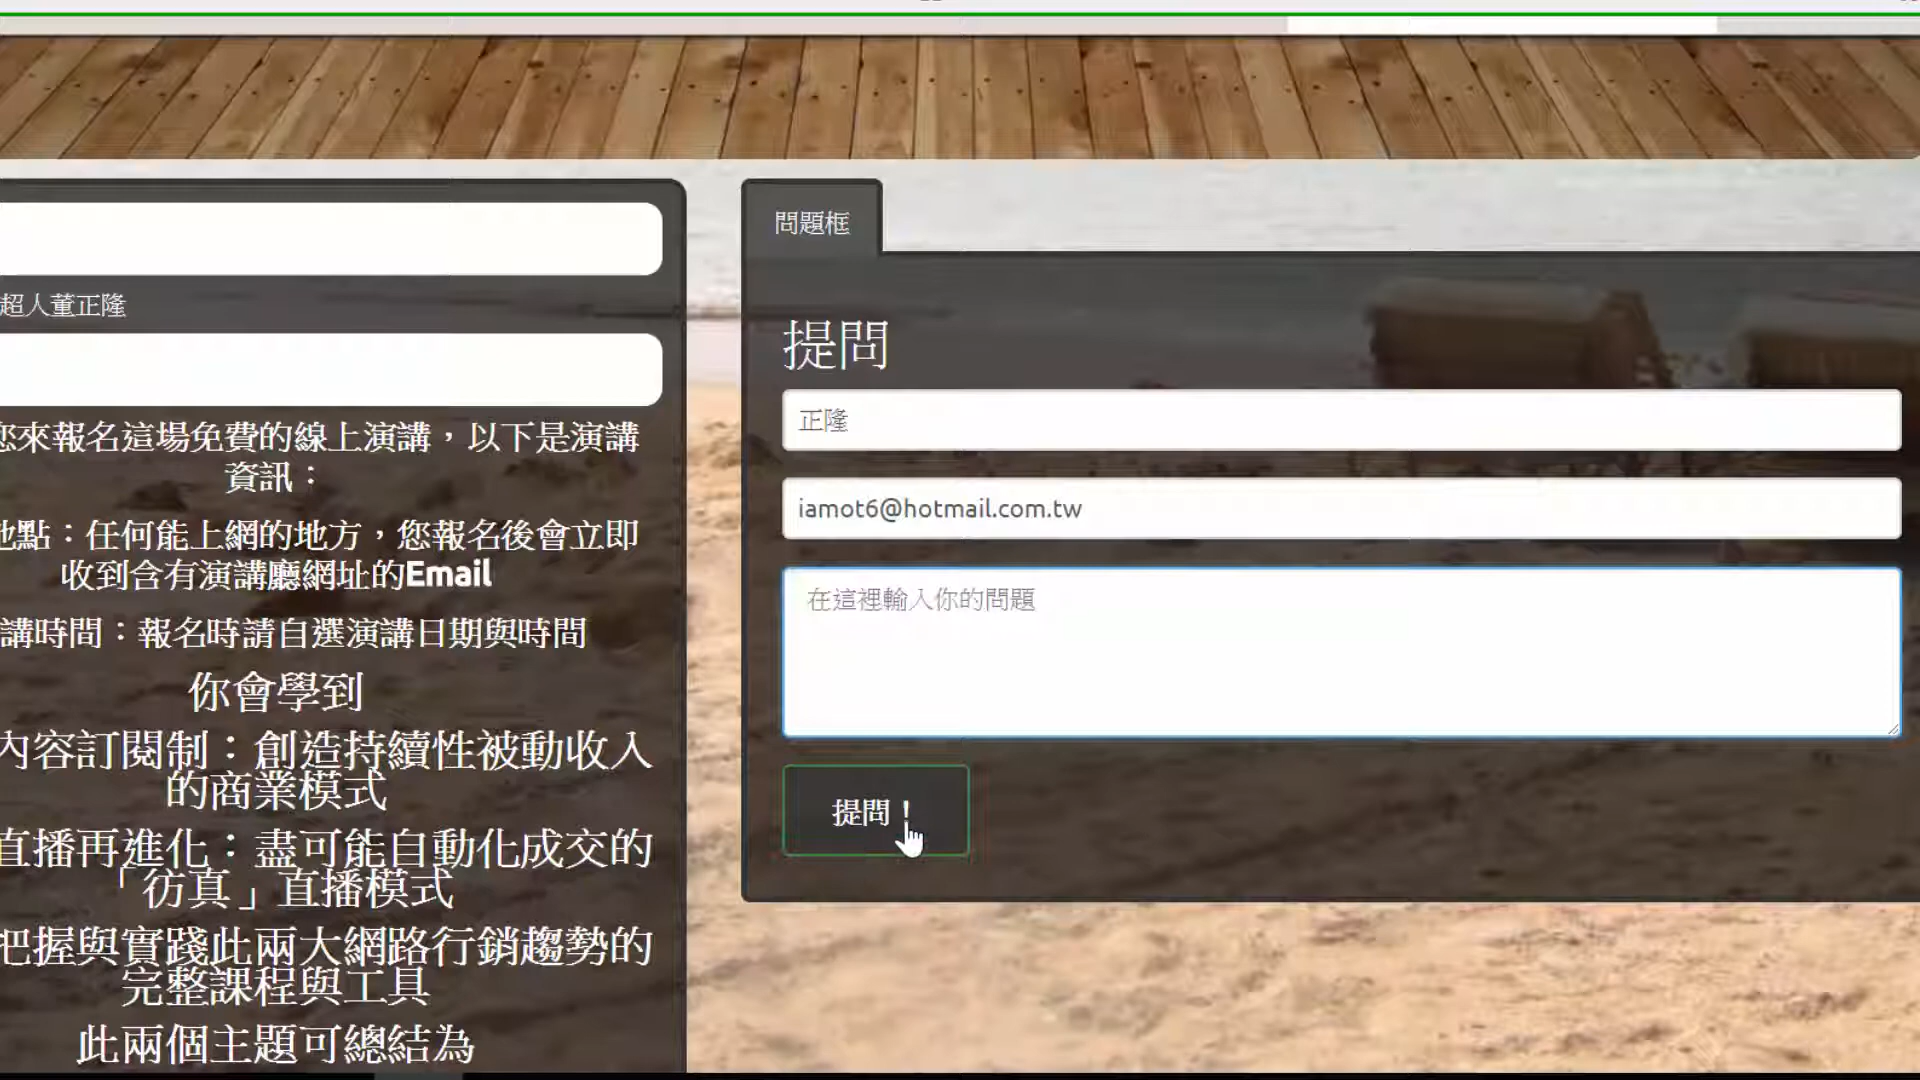 超人董正隆
您來報名這場免費的線上演講，以下是演講
資訊：
地點：任何能上網的地方，您報名後會立即
收到含有演講廳網址的Email
講時間：報名時請自選演講日期與時間
你會學到
內容訂閱制：創造持續性被動收入
的商業模式
直播再進化：盡可能自動化成交的
「彷真」直播模式
把握與實踐此兩大網路行銷趨勢的
完整課程與工具
此兩個主題可總結為
問題框
提問
正隆
iamot6@hotmail.com.tw
在這裡輸入你的問題
提問！